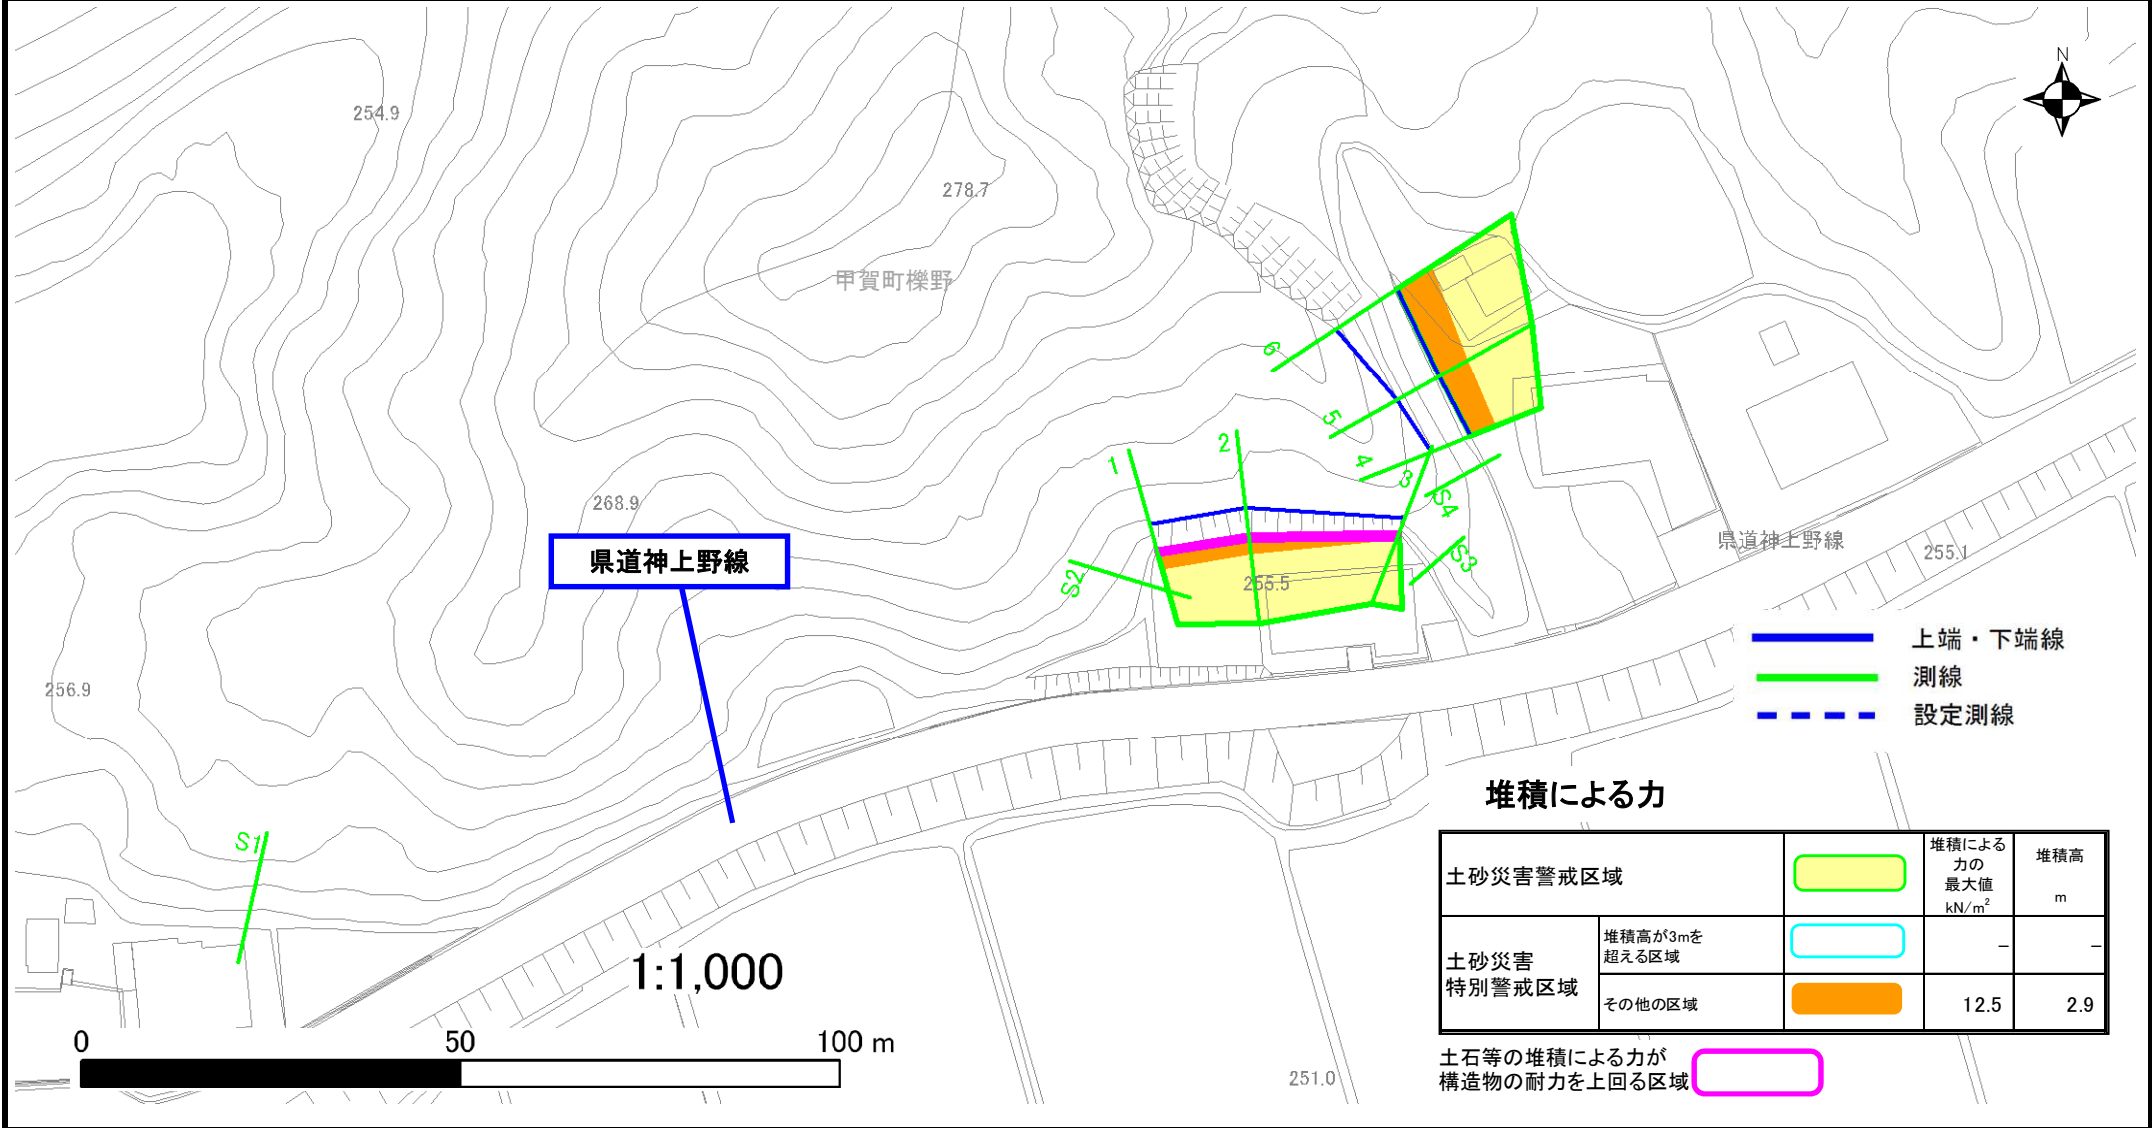 N
254.9
278.7
甲賀町櫟野
6
5
4
3
2
1
S4
S3
S2
268.9
県道神上野線
県道神上野線
255.1
256.9
S1
上端・下端線
測線
設定測線
堆積による力
土砂災害警戒区域
堆積による
力の
最大値
kN/m²
堆積高
m
土砂災害
特別警戒区域
堆積高が3mを
超える区域
－
－
その他の区域
12.5
2.9
土石等の堆積による力が
構造物の耐力を上回る区域
1:1,000
0
50
100 m
251.0